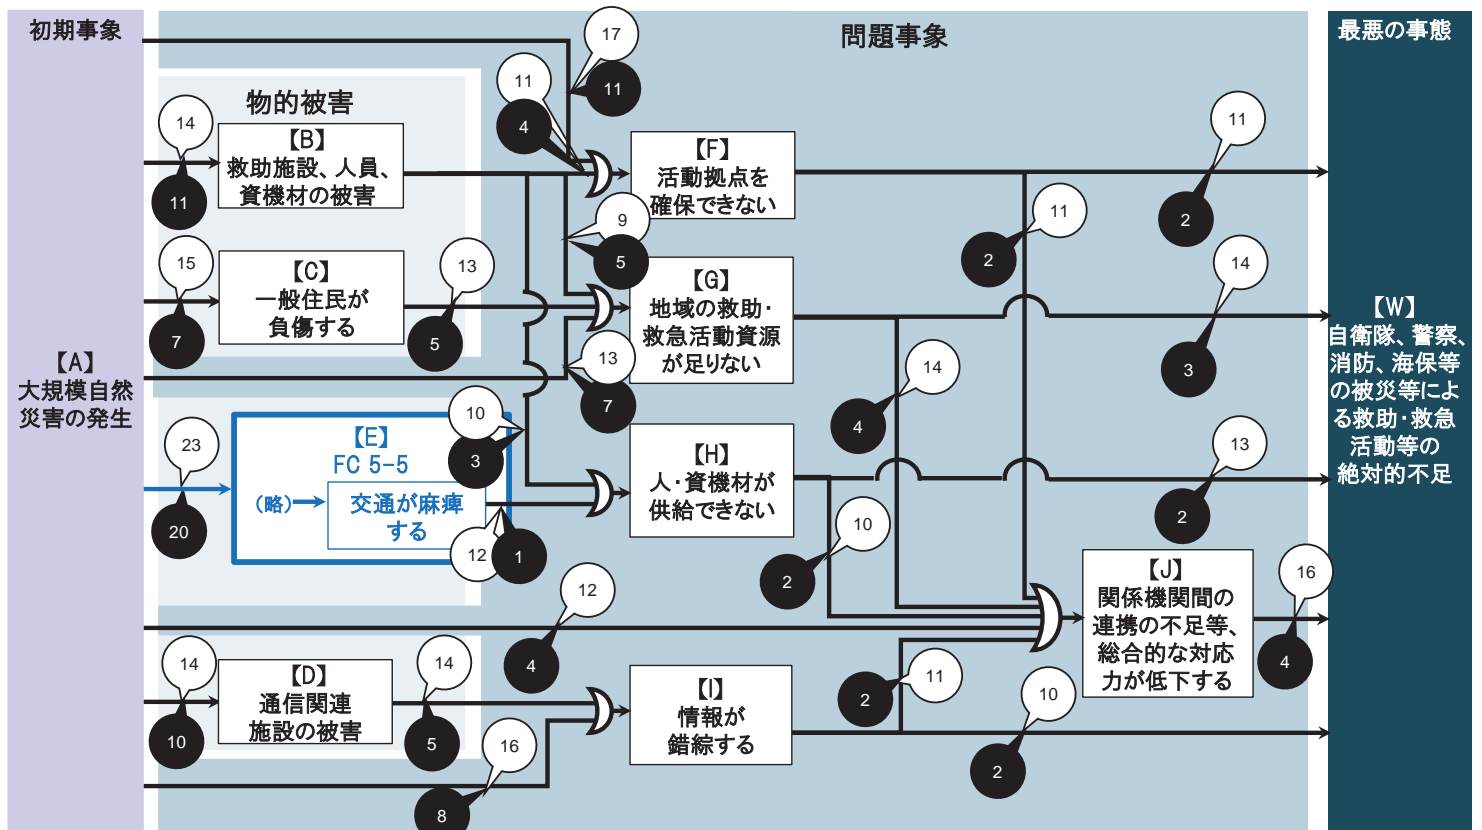 初期事象
問題事象
最悪の事態
17
11
11
4
物的被害
14
11
【B】
救助施設、人員、
資機材の被害
【F】
活動拠点を
確保できない
11
2
11
2
9
5
15
7
【C】
一般住民が
負傷する
13
5
【G】
地域の救助・
救急活動資源
が足りない
14
3
13
7
14
4
【A】
大規模自然
災害の発生
【W】
自衛隊、警察、
消防、海保等
の被災等によ
る救助・救急
活動等の
絶対的不足
23
20
【E】
FC 5-5
(略)
交通が麻痺
する
10
3
12
1
【H】
人・資機材が
供給できない
13
2
10
2
12
4
【J】
関係機関間の
連携の不足等、
総合的な対応
力が低下する
16
4
14
10
【D】
通信関連
施設の被害
14
5
【I】
情報が
錯綜する
11
2
10
2
16
8